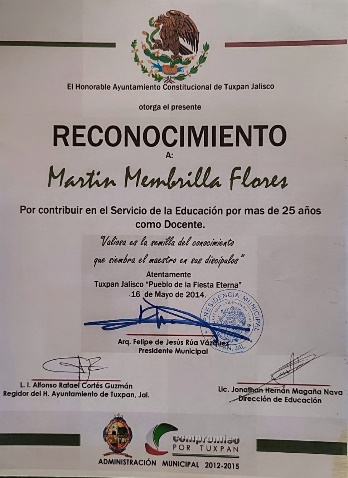 El Honorable Ayuntamiento Constitucional de Tuxpan Jalisco
otorga el presente
RECONOCIMIENTO
A:
Martin Membrilla Flores
Por contribuir en el Servicio de la Educación por mas de 25 años
como Docente.
"Valiosa es la semilla del conocimiento
que siembra el maestro en sus discípulos"
Atentamente
Tuxpan Jalisco "Pueblo de la Fiesta Eterna"
16 de Mayo de 2014.
Arq. Felipe de Jesús Rúa Vázquez
Presidente Municipal
L. I. Alfonso Rafael Cortés Guzmán
Regidor del H. Ayuntamiento de Tuxpan, Jal.
Lic. Jonathan Hernán Magaña Nava
Dirección de Educación
compromiso
POR TUXPAN
ADMINISTRACIÓN MUNICIPAL 2012-2015